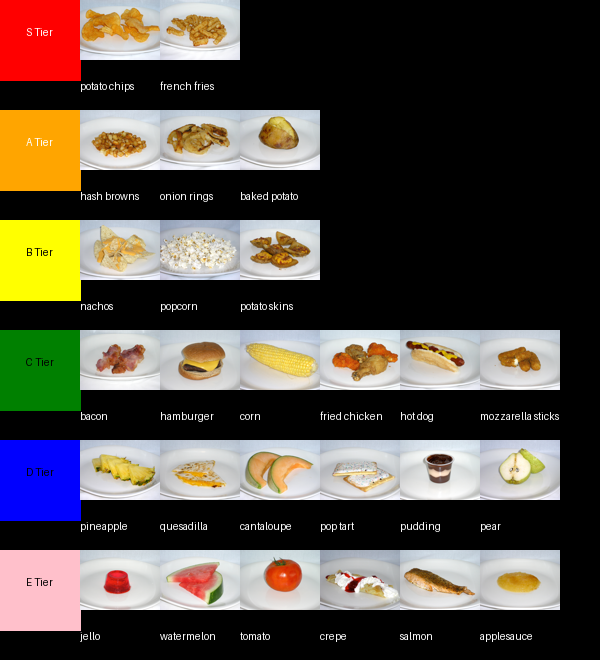 S Tier
potato chips french fries
A Tier
hash browns onion rings baked potato
B Tier
nachos popcorn potato skins
C Tier
bacon hamburger corn fried chicken hot dog mozzarella sticks
D Tier
pineapple quesadilla cantaloupe pop tart pudding pear
E Tier
jello watermelon tomato crepe salmon applesauce